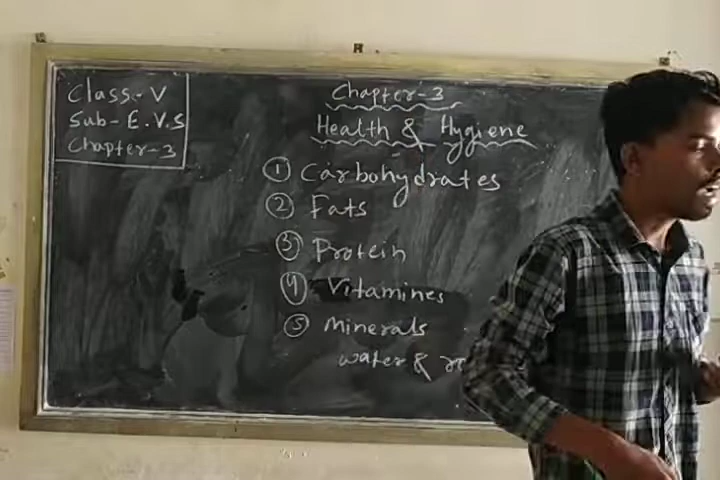 Class:- V
Sub- E.V.S
Chapter-3
Chapter-3
Health & Hygiene
① Carbohydrates
② Fats
③ Protein
④ Vitamines
⑤ Minerals
water &